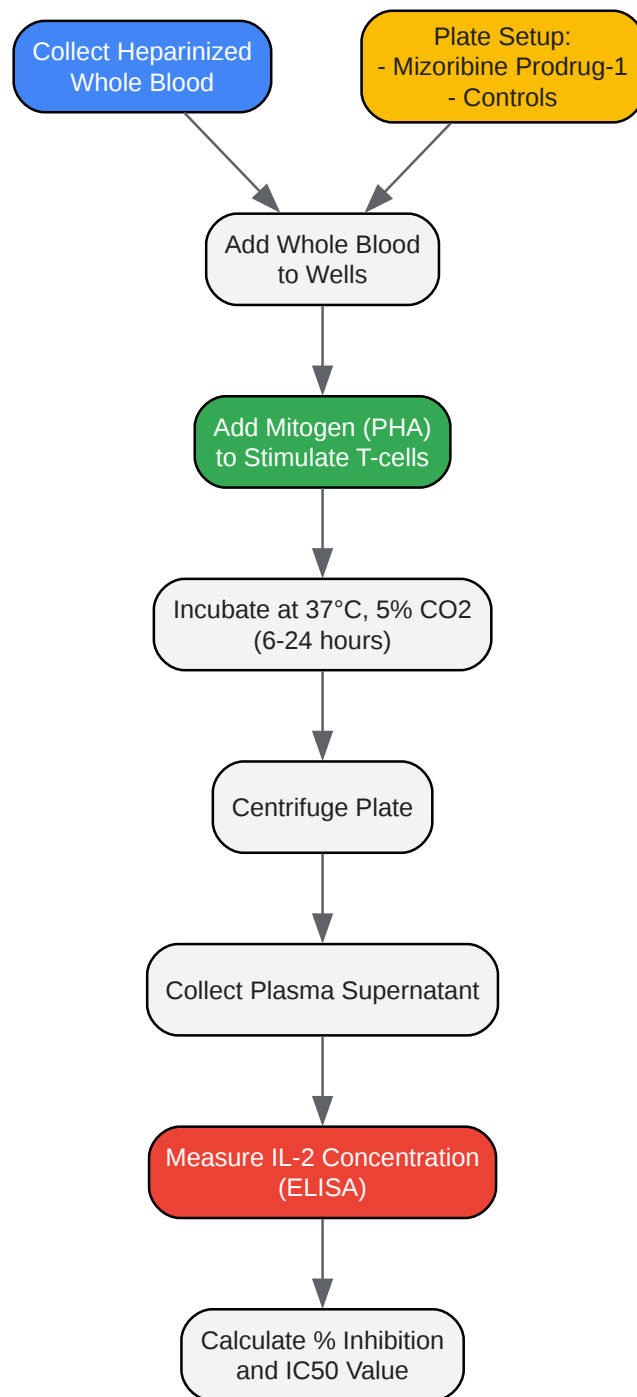 Collect Heparinized
Whole Blood
Plate Setup:
- Mizoribine Prodrug-1
- Controls
Add Whole Blood
to Wells
Add Mitogen (PHA)
to Stimulate T-cells
Incubate at 37°C, 5% CO2
(6-24 hours)
Centrifuge Plate
Collect Plasma Supernatant
Measure IL-2 Concentration
(ELISA)
Calculate % Inhibition
and IC50 Value